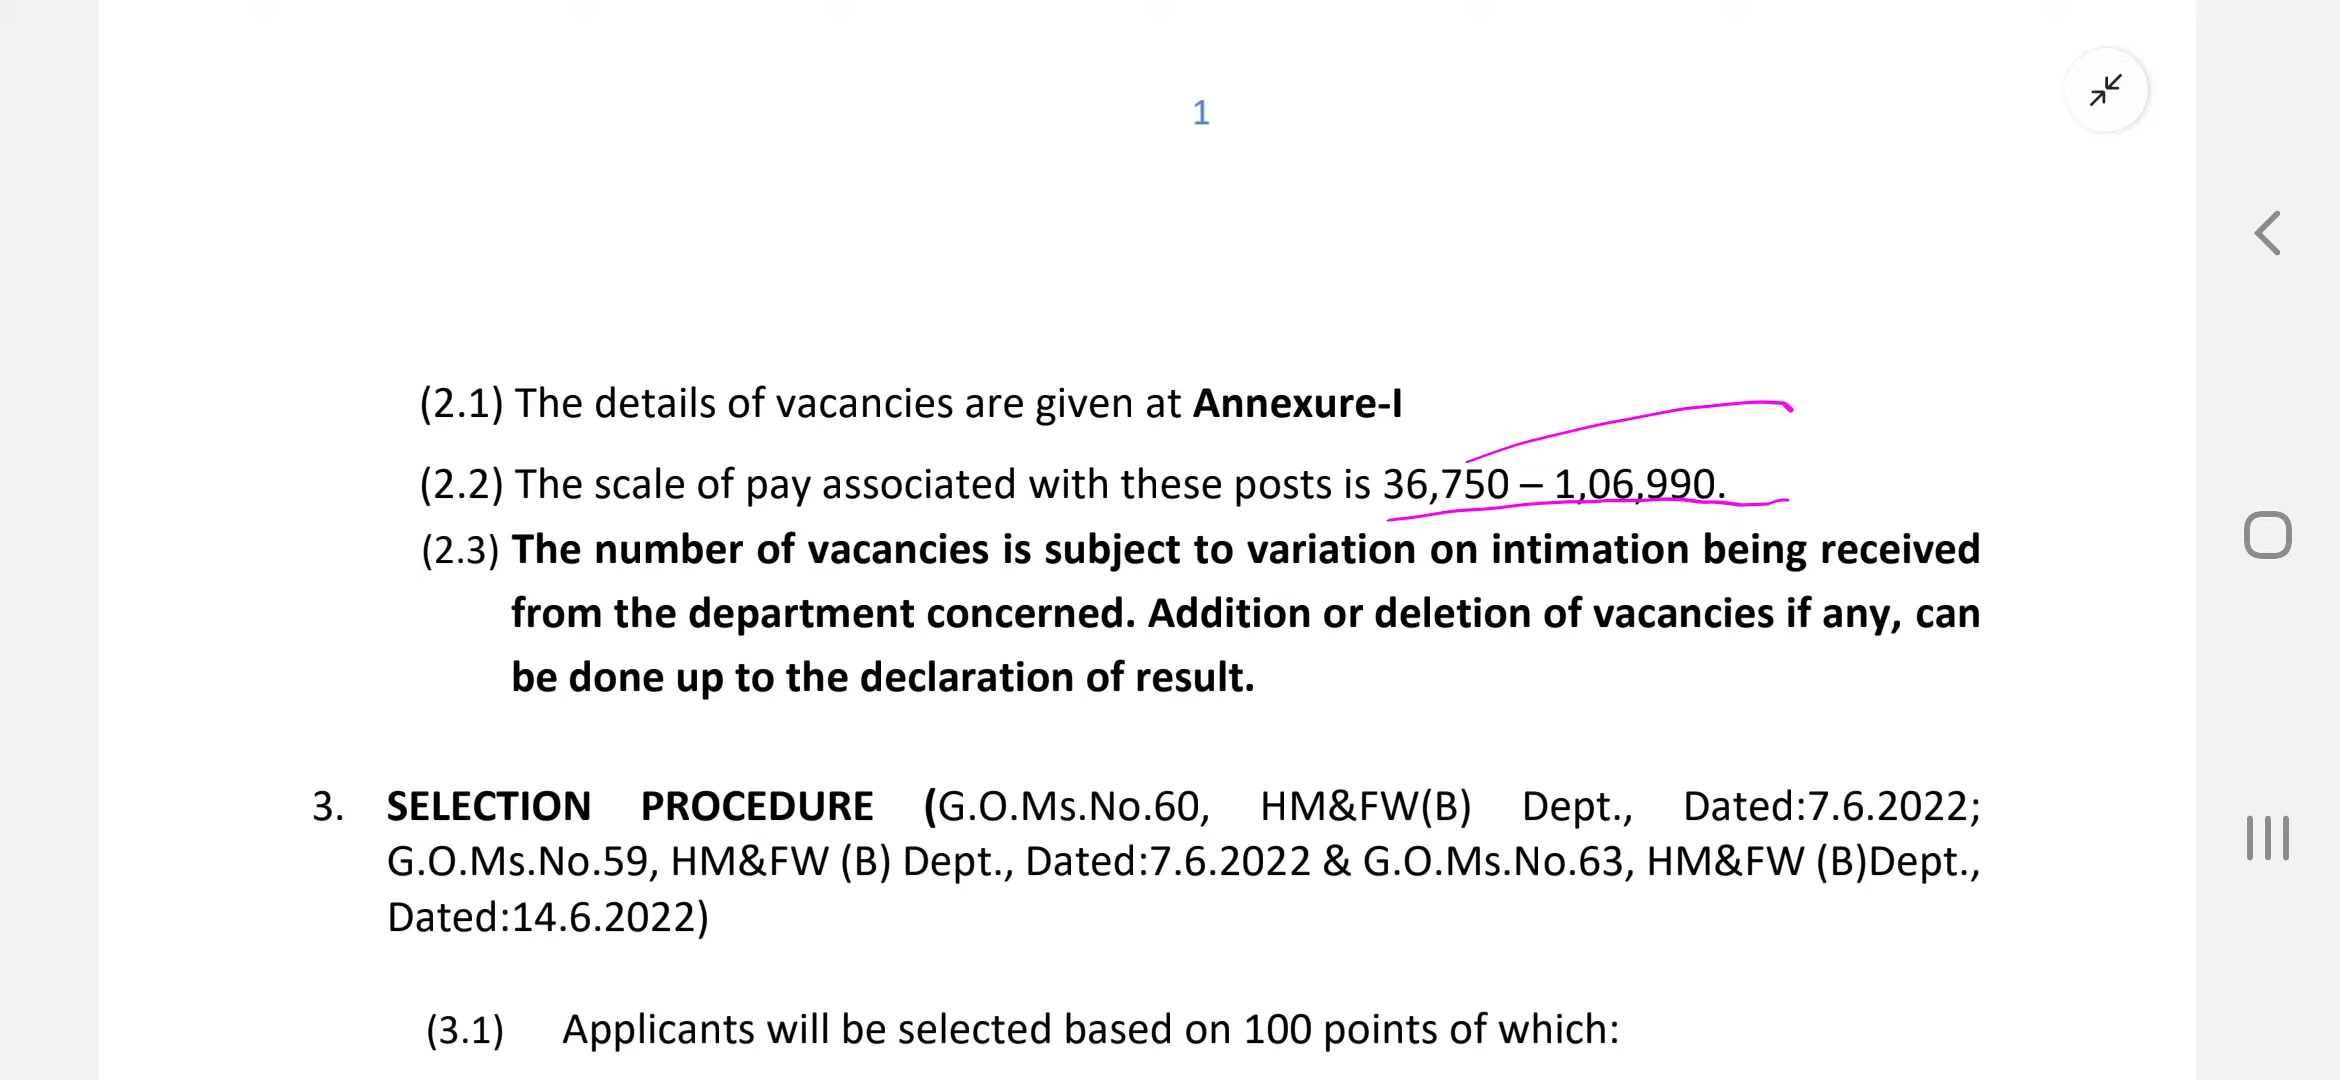 1
(2.1) The details of vacancies are given at Annexure-I
(2.2) The scale of pay associated with these posts is 36,750 – 1,06,990.
(2.3) The number of vacancies is subject to variation on intimation being received
from the department concerned. Addition or deletion of vacancies if any, can
be done up to the declaration of result.
3. SELECTION PROCEDURE (G.O.Ms.No.60, HM&FW(B) Dept., Dated:7.6.2022;
G.O.Ms.No.59, HM&FW (B) Dept., Dated:7.6.2022 & G.O.Ms.No.63, HM&FW (B)Dept.,
Dated:14.6.2022)
(3.1) Applicants will be selected based on 100 points of which: